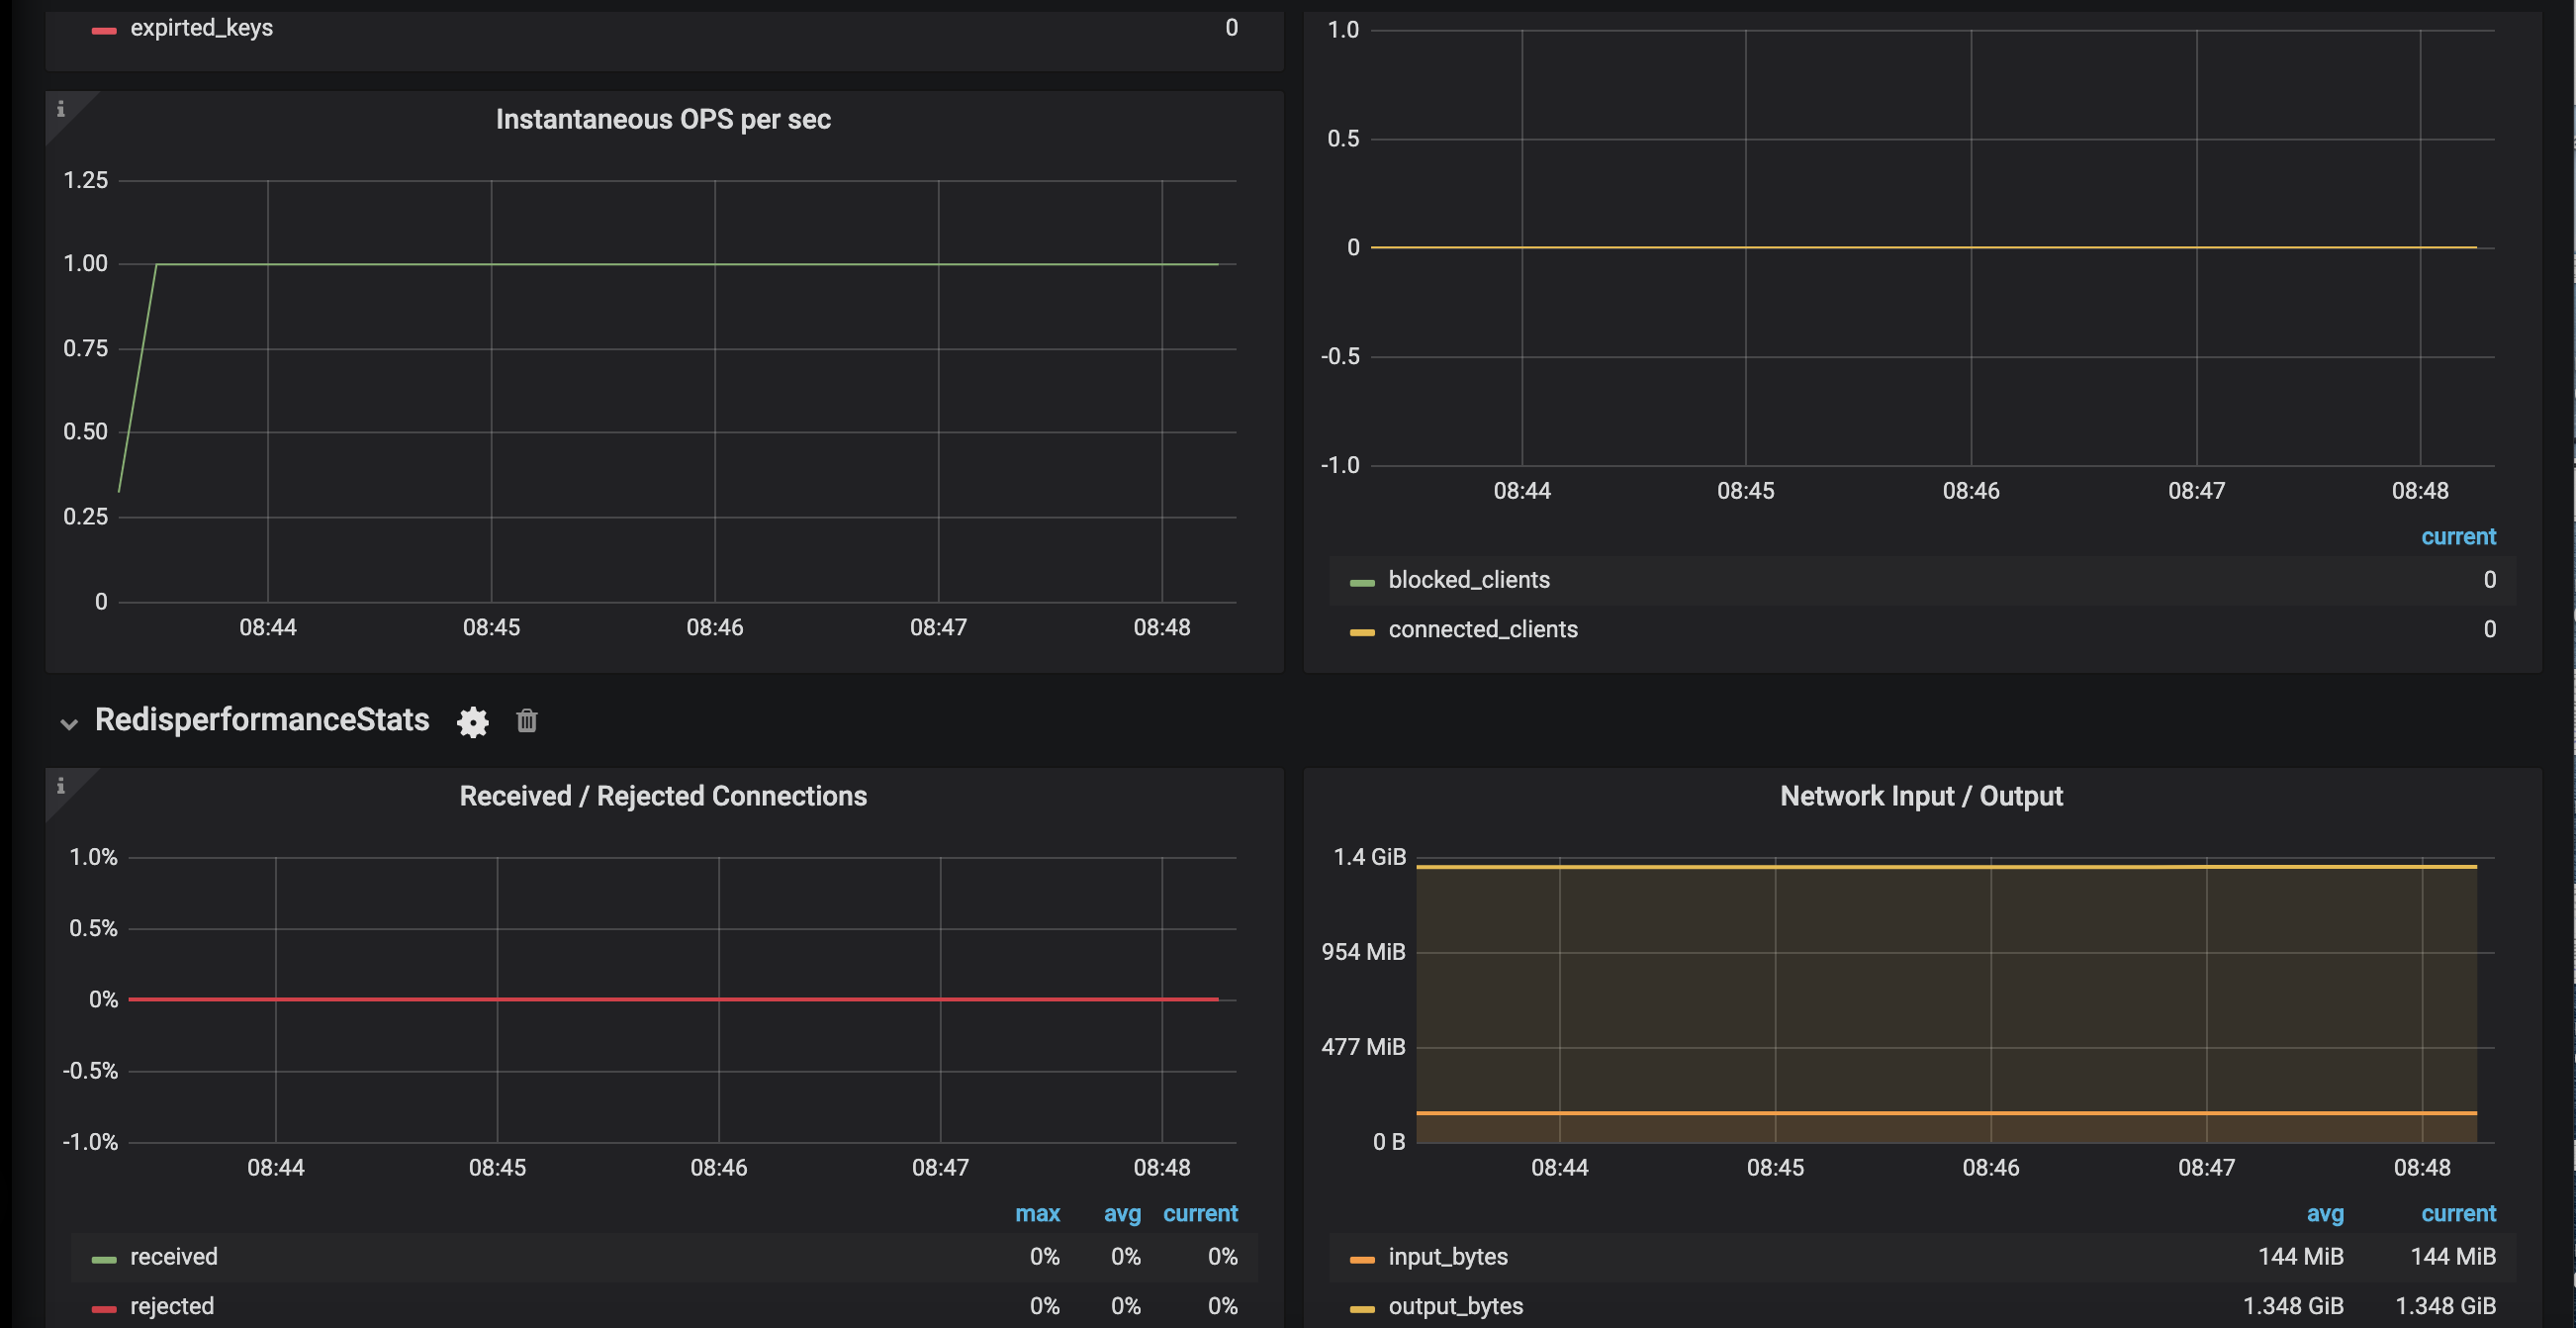 expirted_keys 0
Instantaneous OPS per sec
1.25
1.00
0.75
0.50
0.25
0
08:44 08:45 08:46 08:47 08:48
1.0
0.5
0
-0.5
-1.0
08:44 08:45 08:46 08:47 08:48
current
blocked_clients 0
connected_clients 0
RedisperformanceStats
Received / Rejected Connections
1.0%
0.5%
0%
-0.5%
-1.0%
08:44 08:45 08:46 08:47 08:48
max avg current
received 0% 0% 0%
rejected 0% 0% 0%
Network Input / Output
1.4 GiB
954 MiB
477 MiB
0 B
08:44 08:45 08:46 08:47 08:48
avg current
input_bytes 144 MiB 144 MiB
output_bytes 1.348 GiB 1.348 GiB